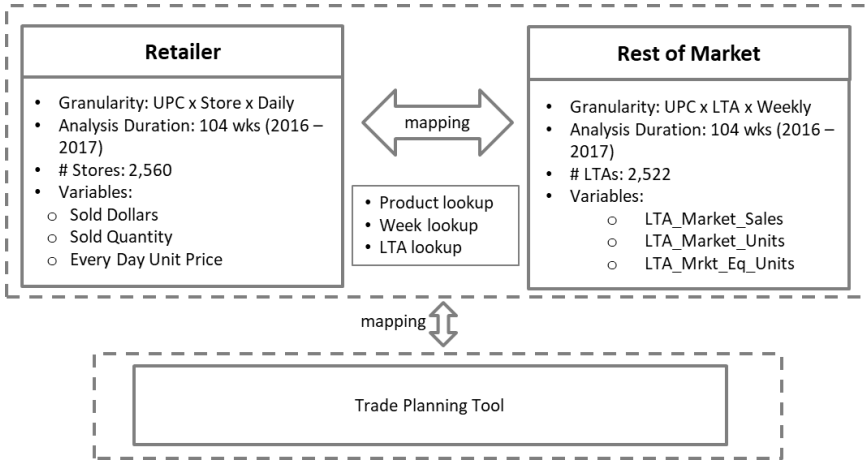 Retailer
• Granularity: UPC x Store x Daily
• Analysis Duration: 104 wks (2016 –
2017)
• # Stores: 2,560
• Variables:
o Sold Dollars
o Sold Quantity
o Every Day Unit Price
mapping
• Product lookup
• Week lookup
• LTA lookup
Rest of Market
• Granularity: UPC x LTA x Weekly
• Analysis Duration: 104 wks (2016 –
2017)
• # LTAs: 2,522
• Variables:
o LTA_Market_Sales
o LTA_Market_Units
o LTA_Mrkt_Eq_Units
mapping
Trade Planning Tool